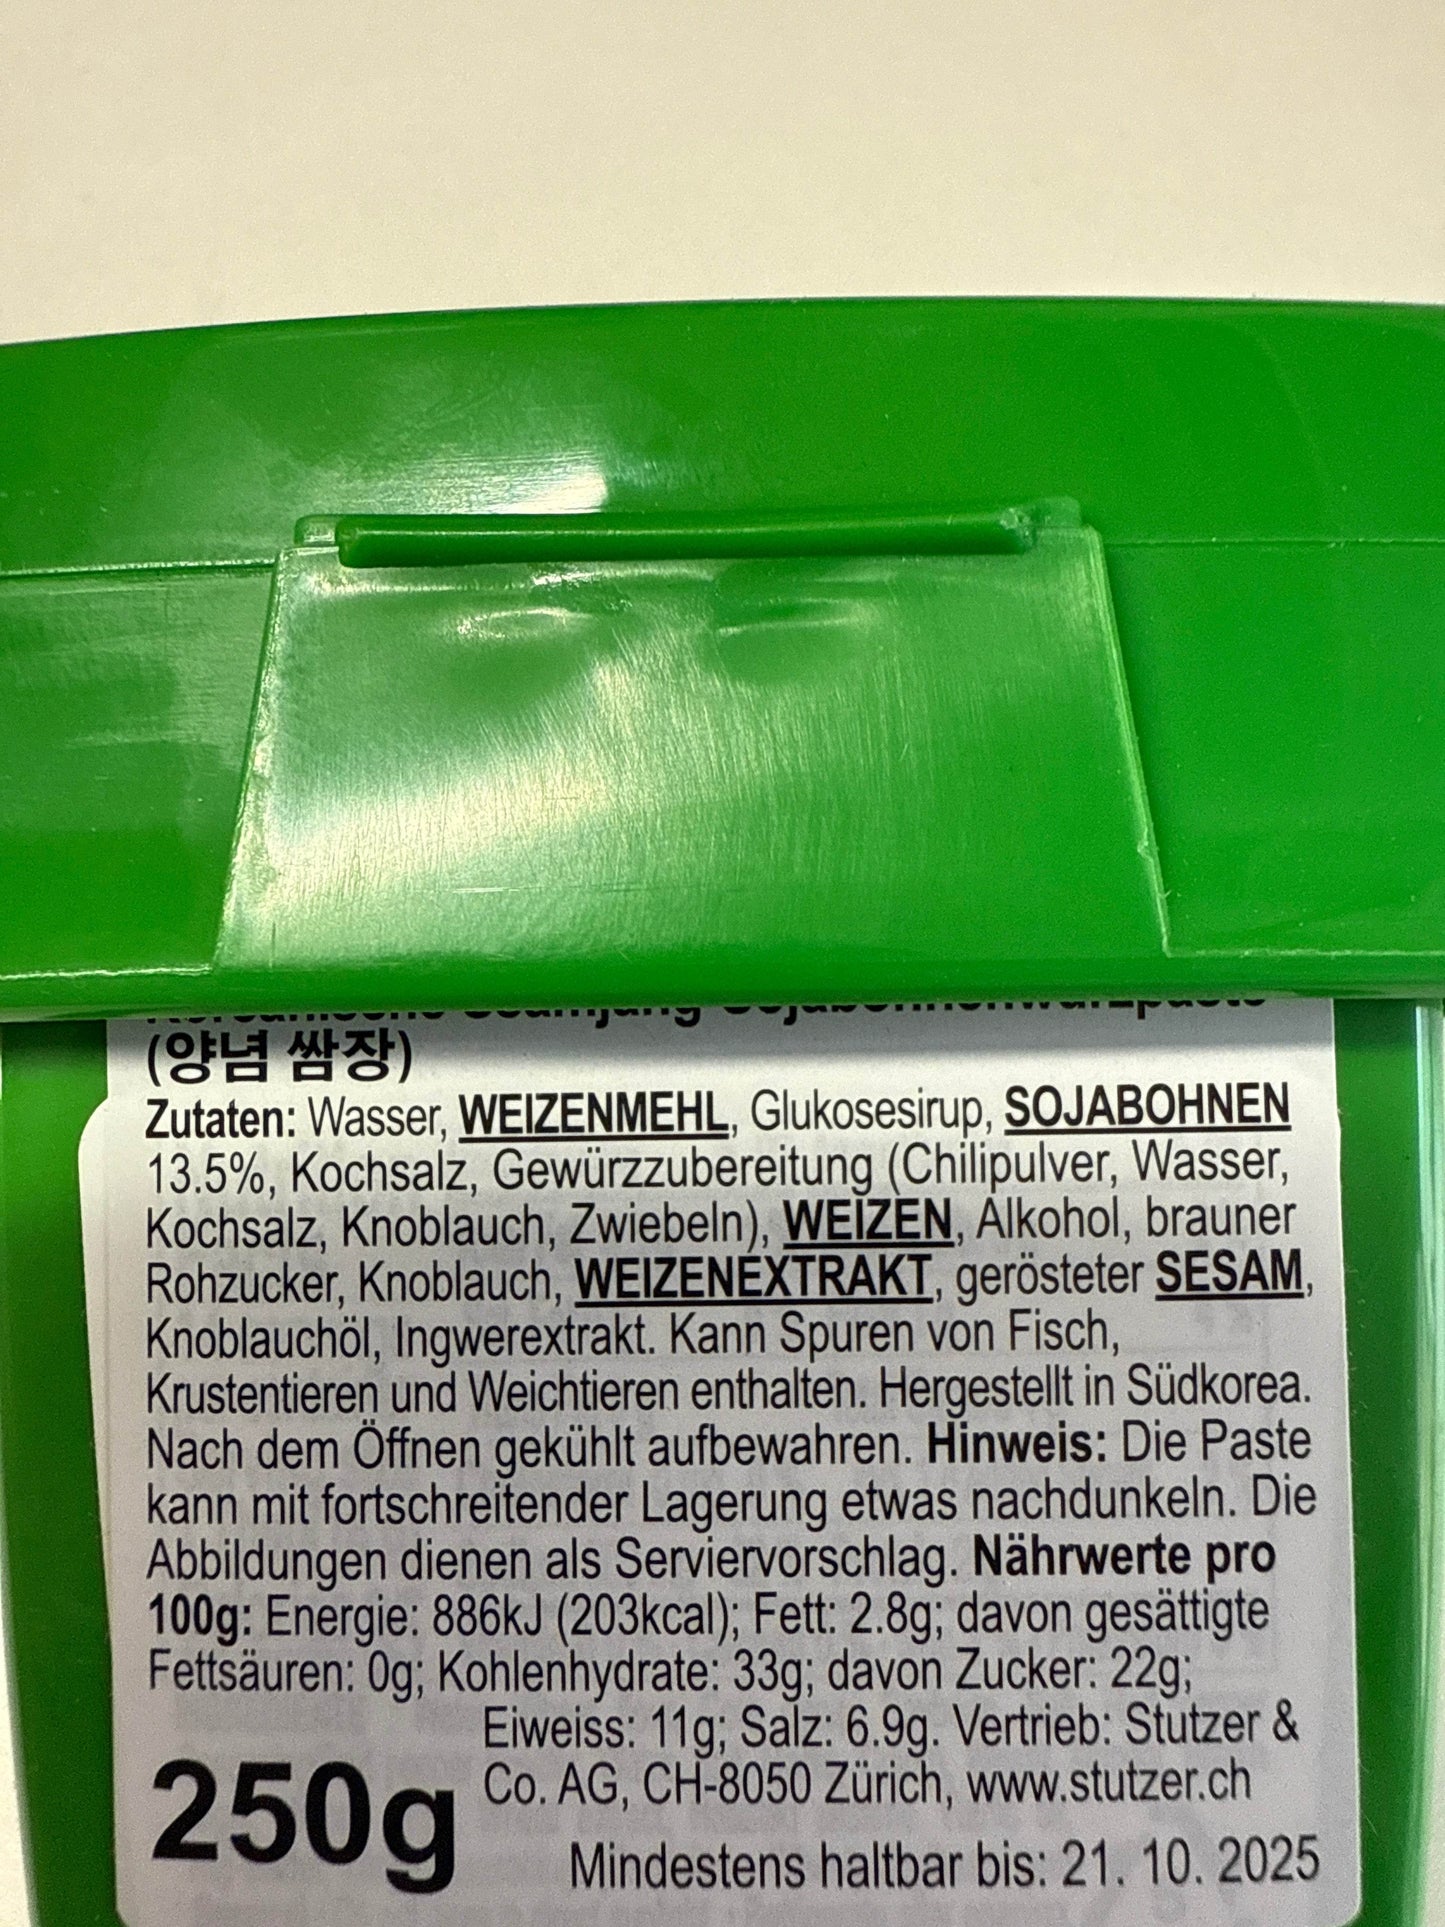 (양념 쌈장)
Zutaten: Wasser, WEIZENMEHL, Glukosesirup, SOJABOHNEN
13.5%, Kochsalz, Gewürzzubereitung (Chilipulver, Wasser,
Kochsalz, Knoblauch, Zwiebeln), WEIZEN, Alkohol, brauner
Rohzucker, Knoblauch, WEIZENEXTRAKT, gerösteter SESAM,
Knoblauchöl, Ingwerextrakt. Kann Spuren von Fisch,
Krustentieren und Weichtieren enthalten. Hergestellt in Südkorea.
Nach dem Öffnen gekühlt aufbewahren. Hinweis: Die Paste
kann mit fortschreitender Lagerung etwas nachdunkeln. Die
Abbildungen dienen als Serviervorschlag. Nährwerte pro
100g: Energie: 886kJ (203kcal); Fett: 2.8g; davon gesättigte
Fettsäuren: 0g; Kohlenhydrate: 33g; davon Zucker: 22g;
Eiweiss: 11g; Salz: 6.9g. Vertrieb: Stutzer &
Co. AG, CH-8050 Zürich, www.stutzer.ch
250g
Mindestens haltbar bis: 21. 10. 2025